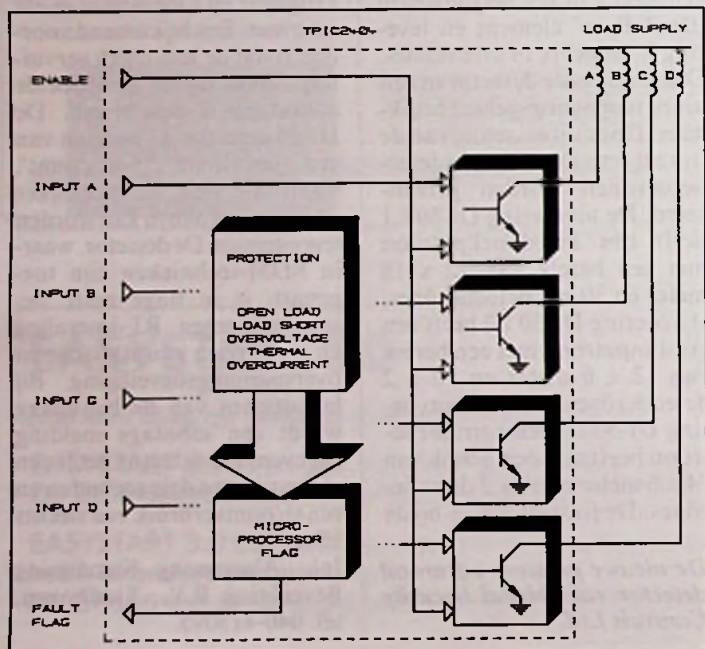 TPIC2404
LOAD SUPPLY
A B C D
ENABLE
INPUT A
PROTECTION
OPEN LOAD
LOAD SHORT
OVERVOLTAGE
THERMAL
OVERCURRENT
INPUT B
INPUT C
INPUT D
MICRO-
PROCESSOR
FLAG
FAULT
FLAG